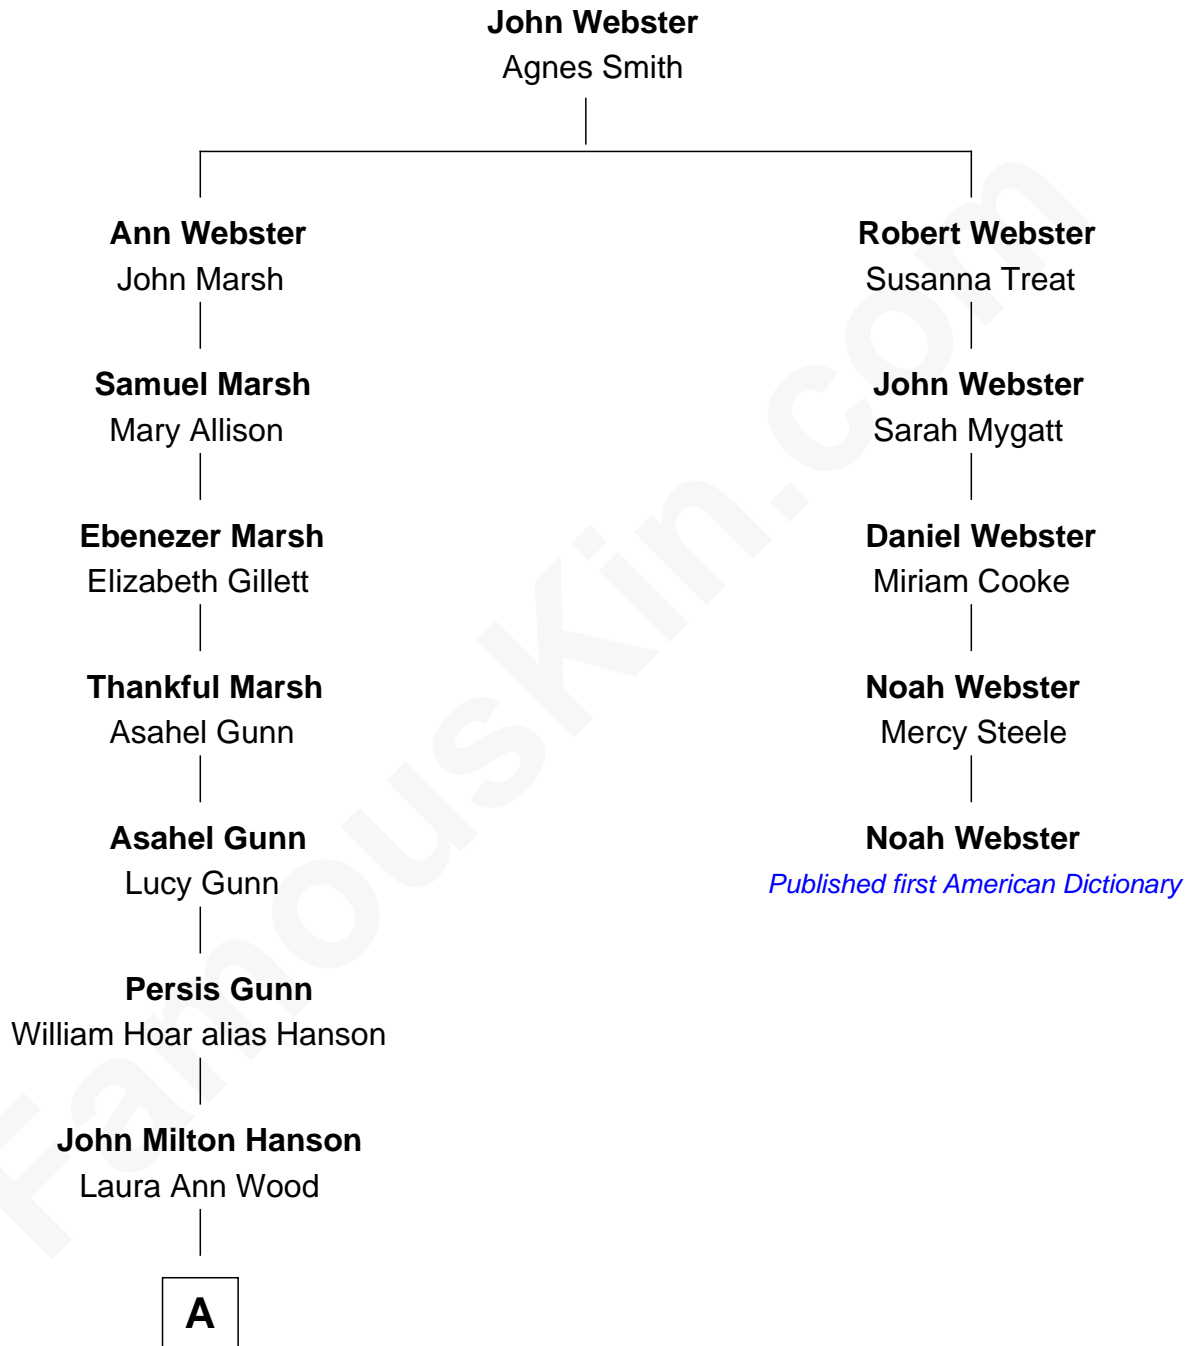 John Webster
Agnes Smith
Ann Webster
John Marsh
Robert Webster
Susanna Treat
Samuel Marsh
Mary Allison
John Webster
Sarah Mygatt
Ebenezer Marsh
Elizabeth Gillett
Daniel Webster
Miriam Cooke
Thankful Marsh
Asahel Gunn
Noah Webster
Mercy Steele
Asahel Gunn
Lucy Gunn
Noah Webster
Published first American Dictionary
Persis Gunn
William Hoar alias Hanson
John Milton Hanson
Laura Ann Wood
A
FamousKin.com